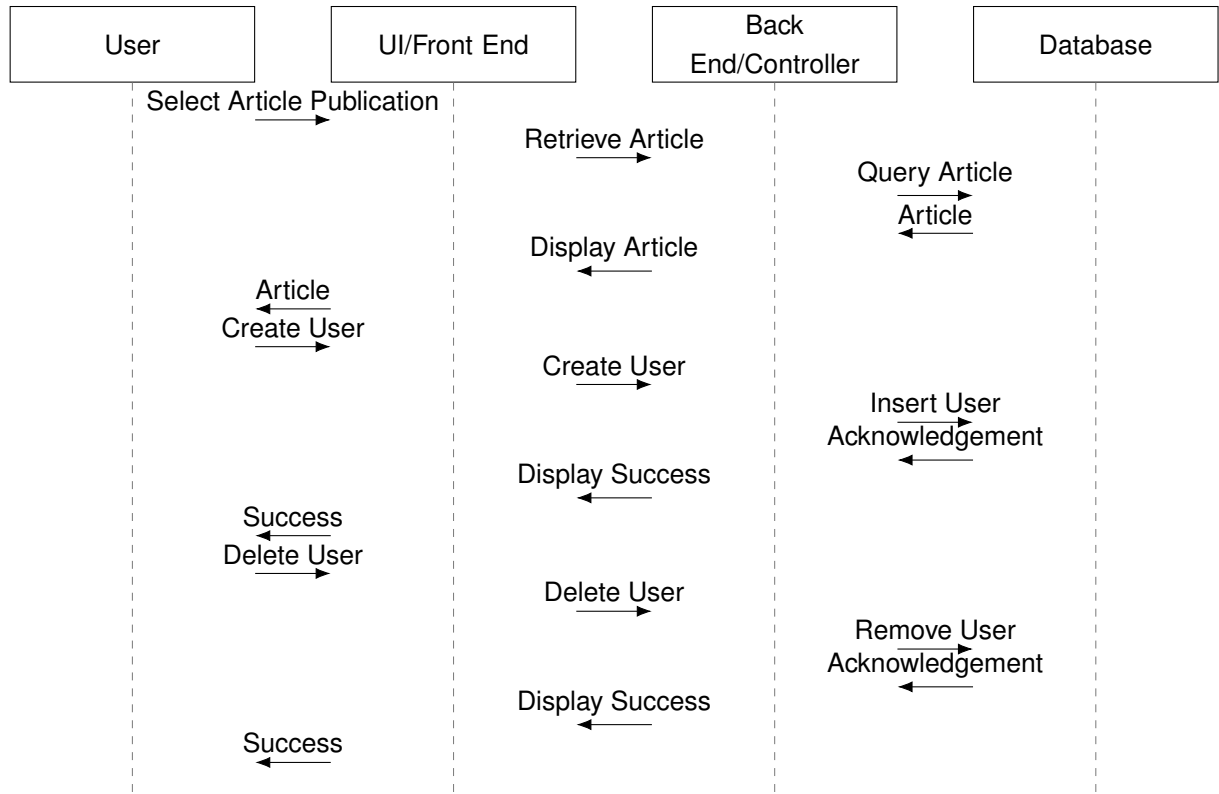 User
UI/Front End
Back
End/Controller
Database
Select Article Publication
Retrieve Article
Query Article
Article
Display Article
Article
Create User
Create User
Insert User
Acknowledgement
Display Success
Success
Delete User
Delete User
Remove User
Acknowledgement
Display Success
Success